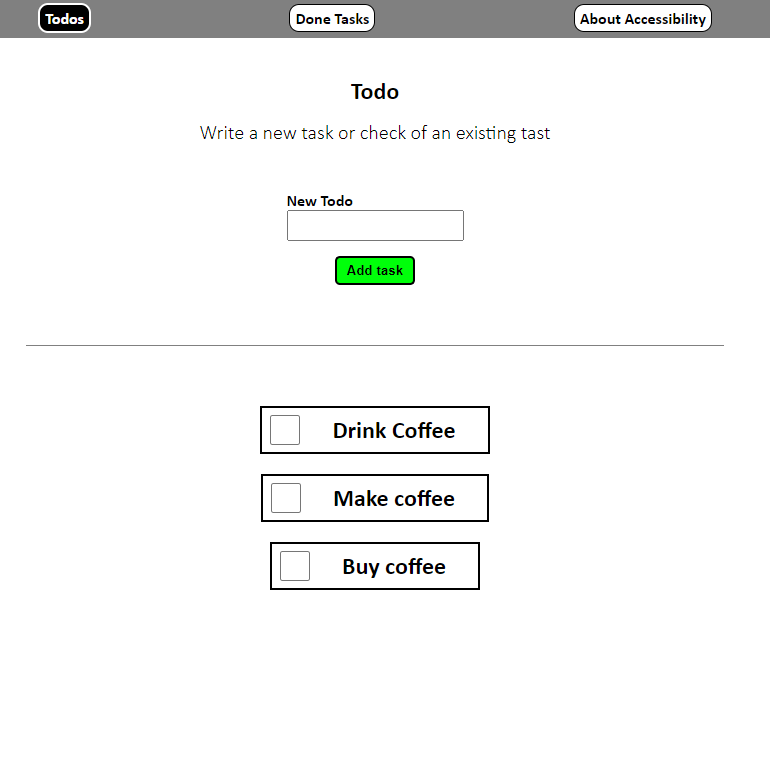 Todos
Done Tasks
About Accessibility
Todo
Write a new task or check of an existing tast
New Todo
Add task
Drink Coffee
Make coffee
Buy coffee